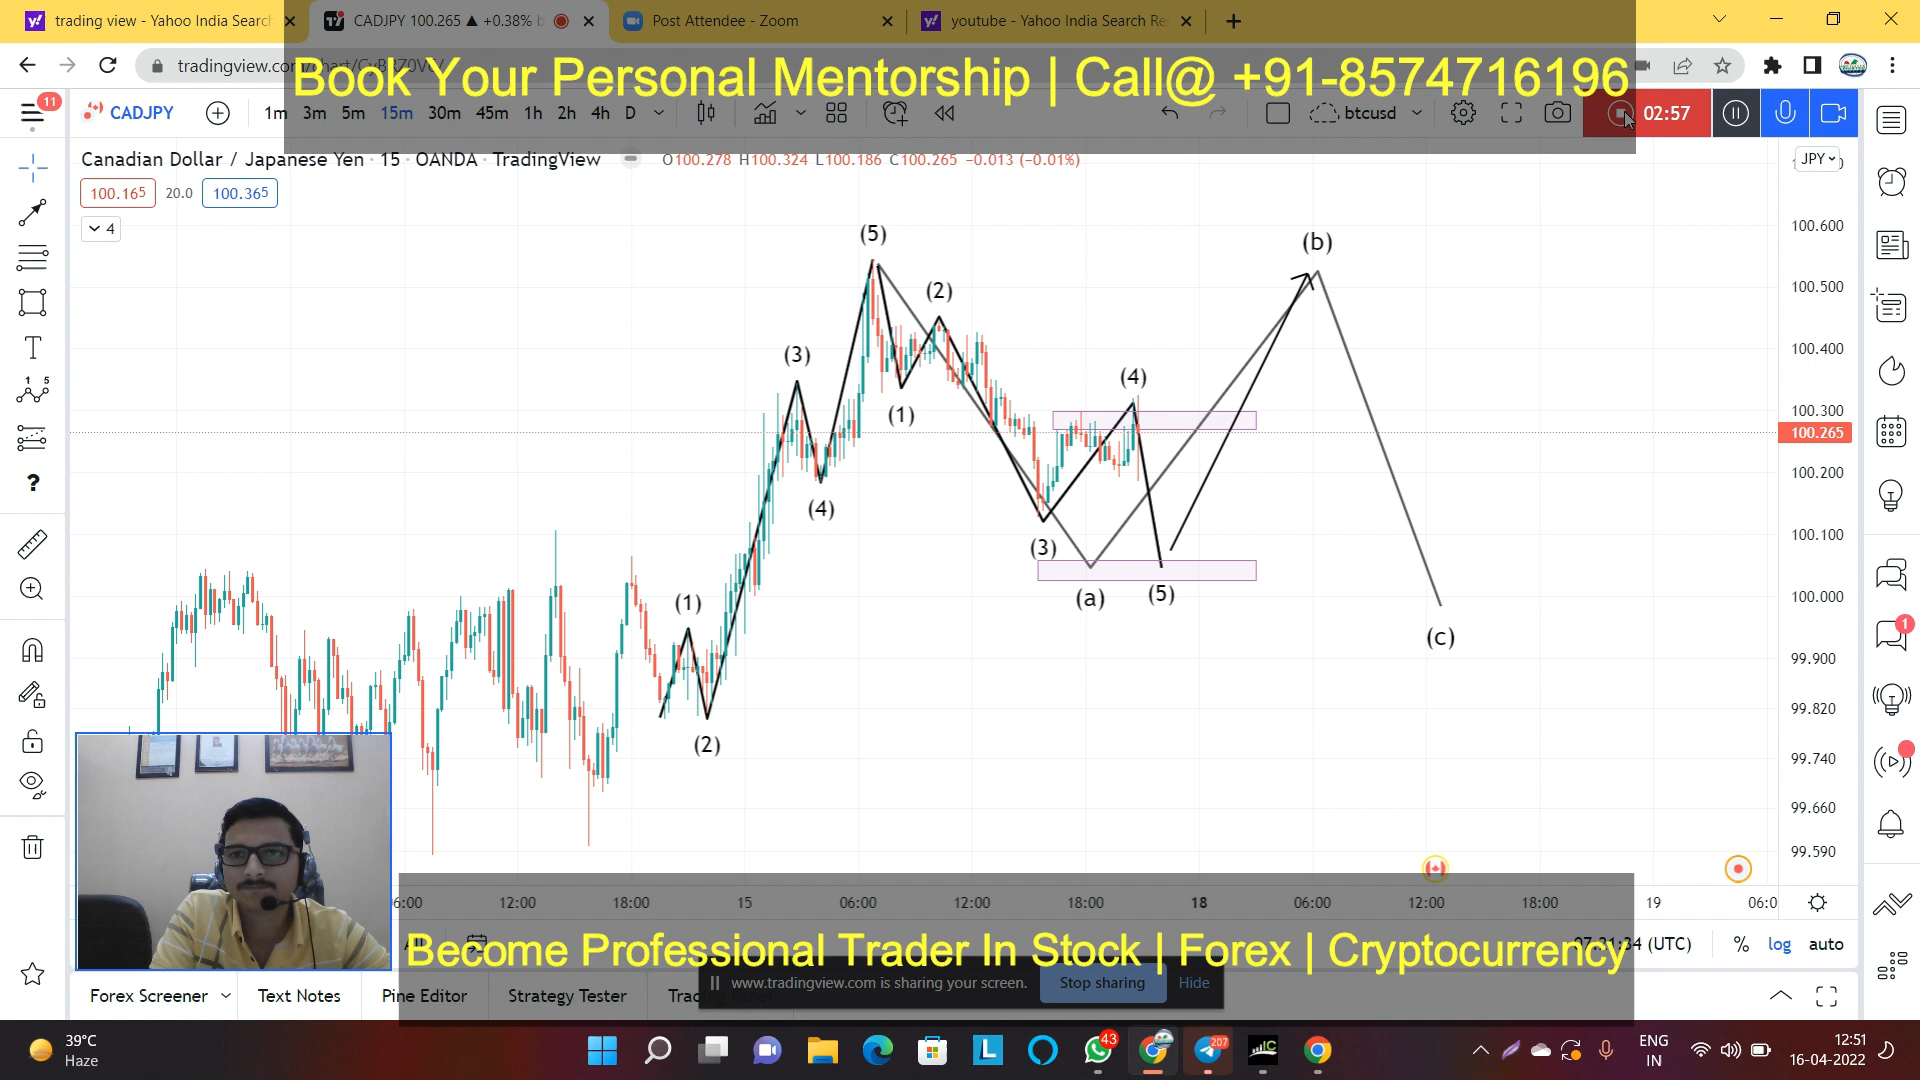 trading view - Yahoo India Search
CADJPY 100.265 ▲ +0.38%
Post Attendee - Zoom
youtube - Yahoo India Search Re
Book Your Personal Mentorship | Call@ +91-8574716196
11
CADJPY
1m 3m 5m 15m 30m 45m 1h 2h 4h D
btcusd
02:57
Canadian Dollar / Japanese Yen · 15 · OANDA · TradingView
O100.278 H100.324 L100.186 C100.265 −0.013 (−0.01%)
JPY
100.165 20.0 100.365
4
100.600
100.500
100.400
100.300
100.265
100.200
100.100
100.000
99.900
99.820
99.740
99.660
99.590
(5)
(b)
(2)
(3)
(4)
(1)
(4)
(3)
(a)
(5)
(1)
(c)
(2)
1
12:00 18:00 15 06:00 12:00 18:00 18 06:00 12:00 18:00 19 06:0
Become Professional Trader In Stock | Forex | Cryptocurrency
(UTC) % log auto
Forex Screener Text Notes Pine Editor Strategy Tester
www.tradingview.com is sharing your screen. Stop sharing Hide
39°C
Haze
43
207
ENG
IN
12:51
16-04-2022